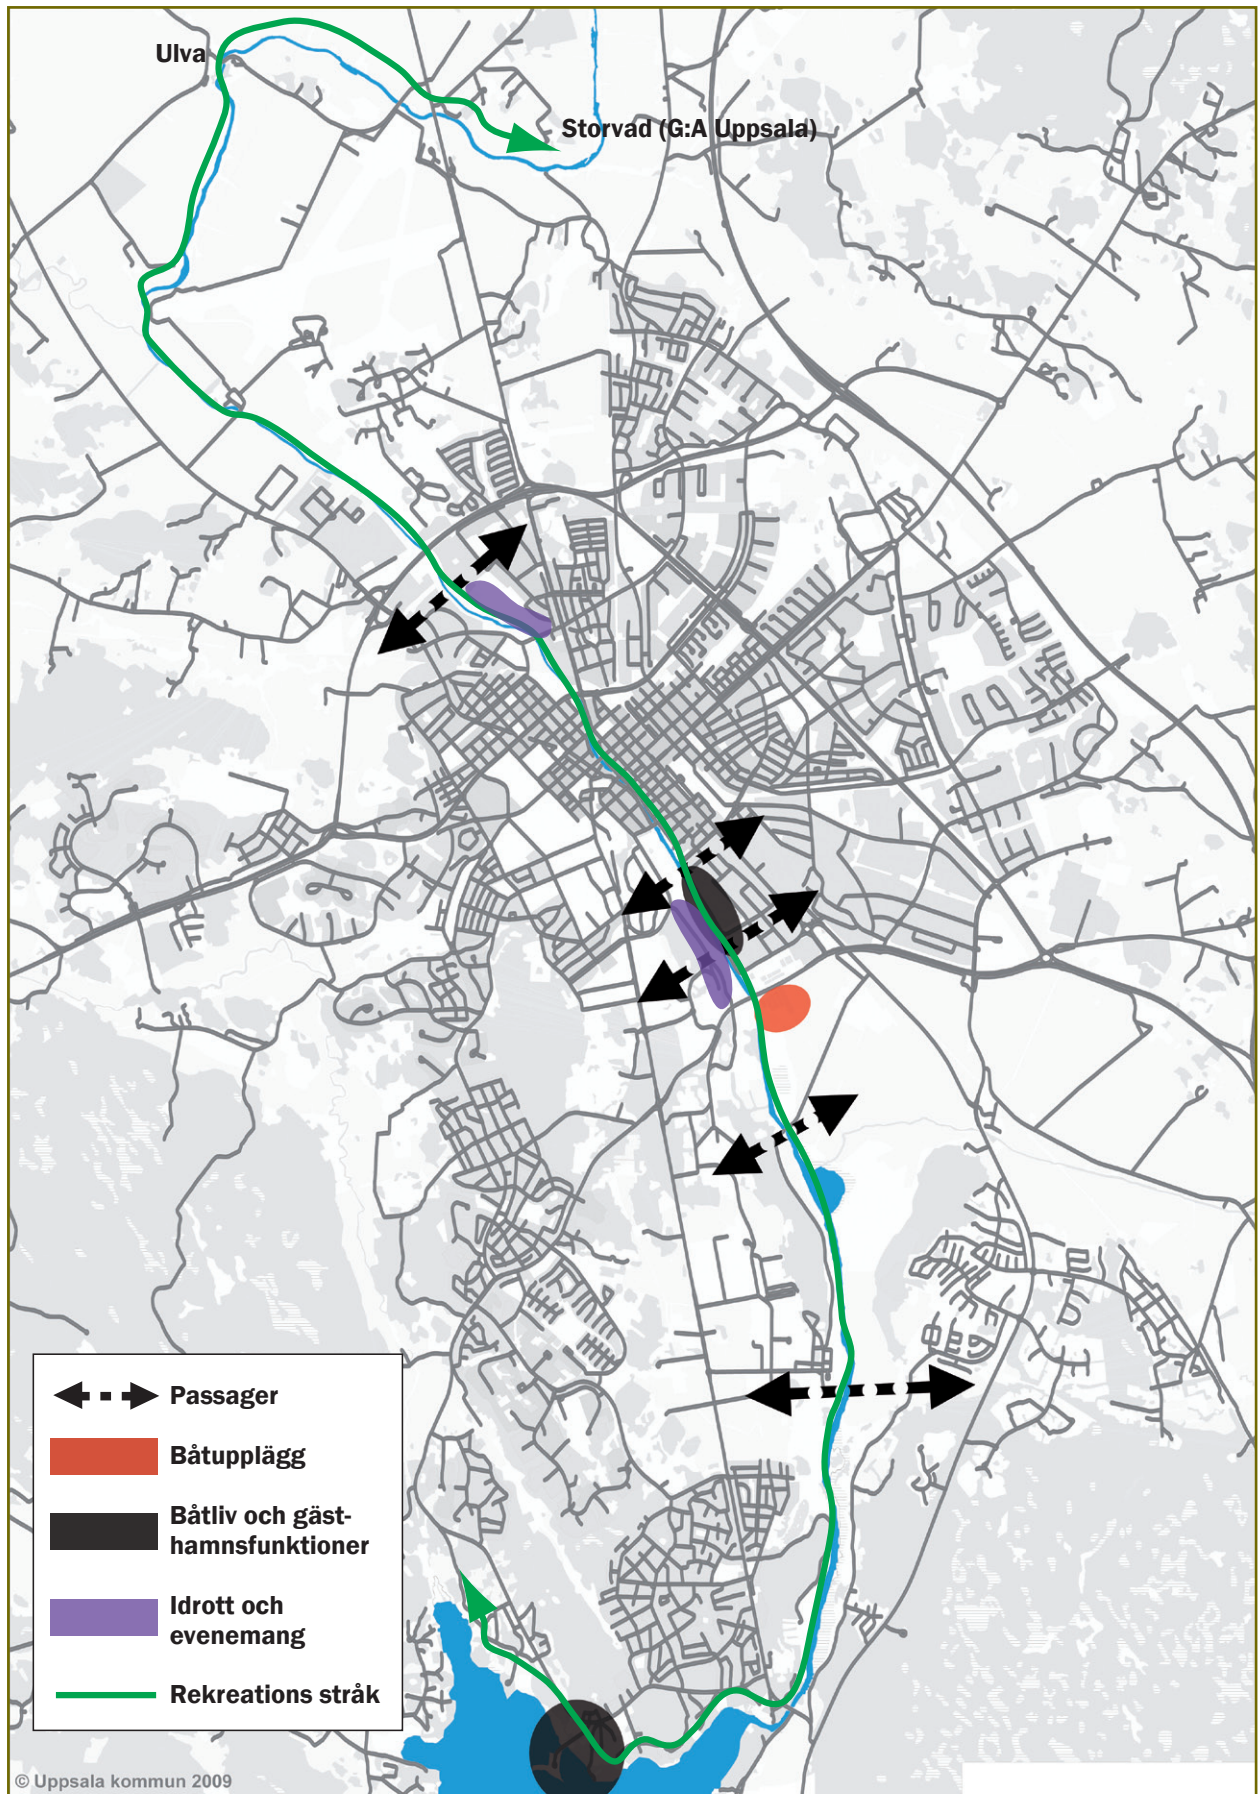 Ulva
Storvad (G:A Uppsala)
Passager
Båtupplägg
Båtliv och gäst-
hamnsfunktioner
Idrott och
evenemang
Rekreations stråk
© Uppsala kommun 2009